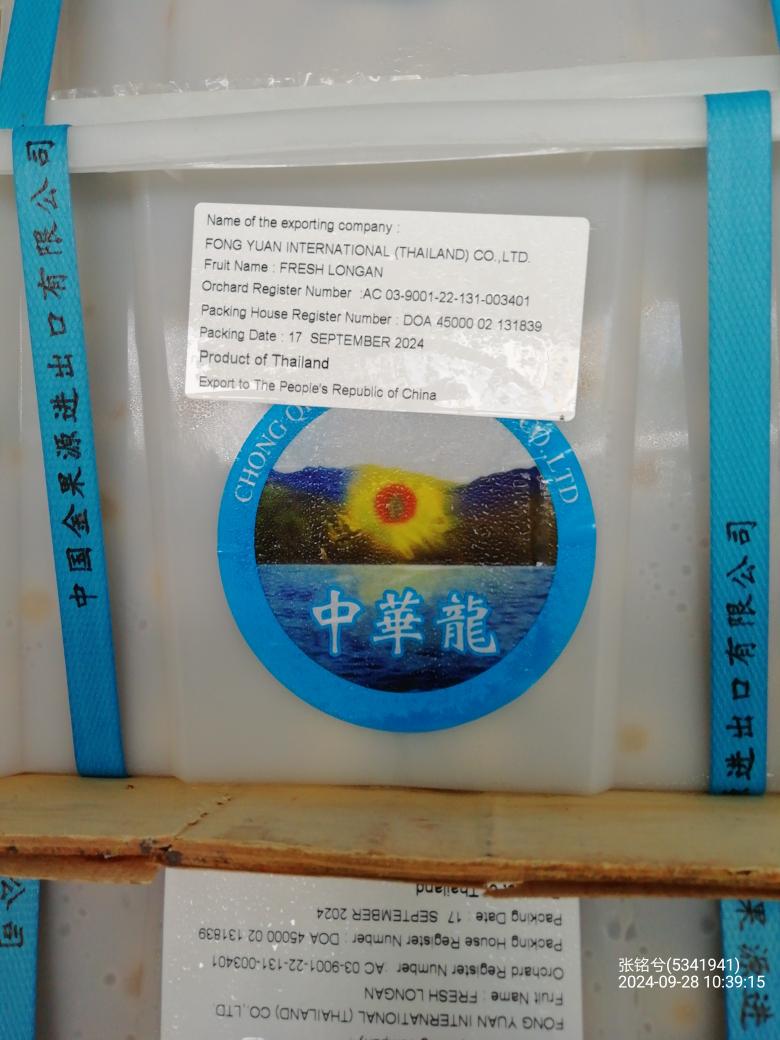 中国金果源进出口有限公司
Name of the exporting company :
FONG YUAN INTERNATIONAL (THAILAND) CO.,LTD.
Fruit Name : FRESH LONGAN
Orchard Register Number :AC 03-9001-22-131-003401
Packing House Register Number : DOA 45000 02 131839
Packing Date : 17 SEPTEMBER 2024
Product of Thailand
Export to The People's Republic of China
CHONG
CO.,LTD
中華龍
进出口有限公司
Thailand
Packing Date : 17 SEPTEMBER 2024
Packing House Register Number : DOA 45000 02 131839
Orchard Register Number :AC 03-9001-22-131-003401
Fruit Name : FRESH LONGAN
FONG YUAN INTERNATIONAL (THAILAND) CO.,LTD.
公司
果源进
张铭兮(5341941)
2024-09-28 10:39:15